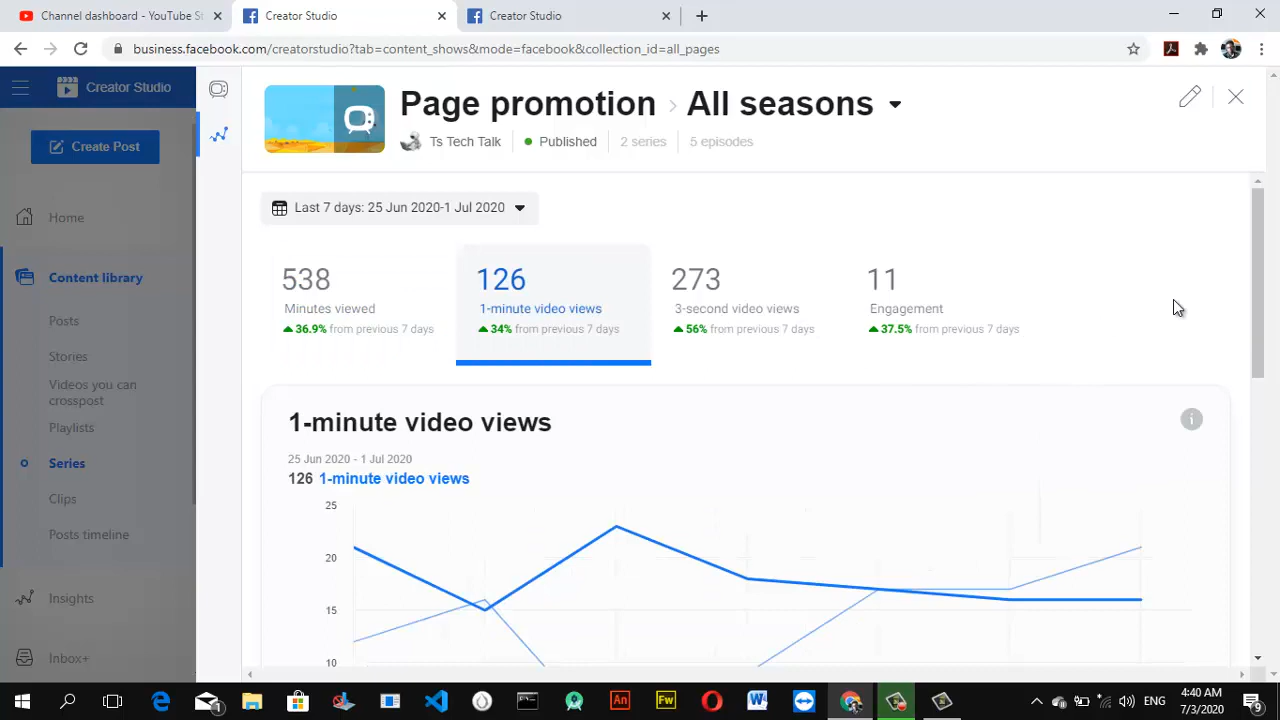 Channel dashboard - YouTube S
Creator Studio
Creator Studio
business.facebook.com/creatorstudio?tab=content_shows&mode=facebook&collection_id=all_pages
Creator Studio
Create Post
Home
Content library
Posts
Stories
Videos you can
crosspost
Playlists
Series
Clips
Posts timeline
Insights
Inbox+
Page promotion › All seasons
Ts Tech Talk
Published
2 series
5 episodes
Last 7 days: 25 Jun 2020-1 Jul 2020
538
Minutes viewed
36.9% from previous 7 days
126
1-minute video views
34% from previous 7 days
273
3-second video views
56% from previous 7 days
11
Engagement
37.5% from previous 7 days
1-minute video views
25 Jun 2020 - 1 Jul 2020
126 1-minute video views
25
20
15
10
An
Fw
ENG
4:40 AM
7/3/2020